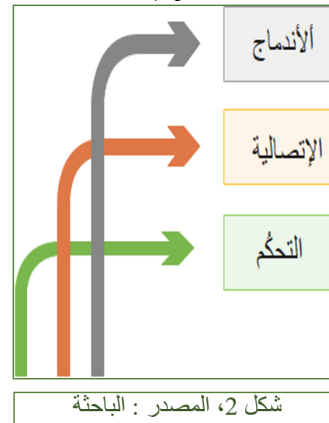 ألأندماج
الإتصالية
التحكُم
شكل 2، المصدر : الباحثة